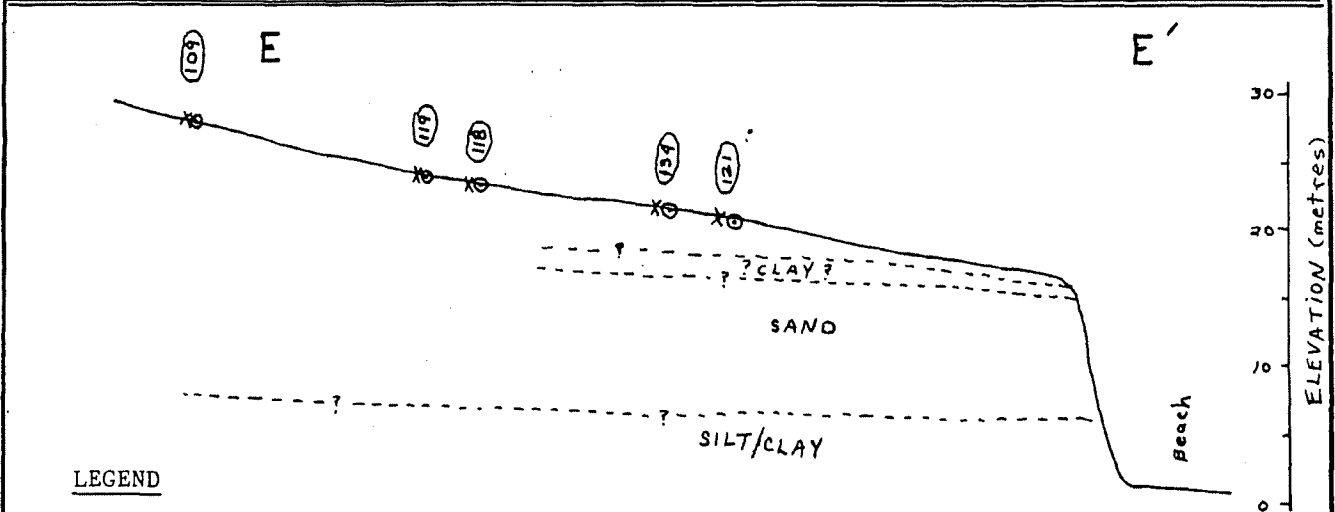 E
E′
109
119
118
134
121
30
20
10
0
ELEVATION (metres)
? CLAY ?
?
?
SAND
?
?
SILT/CLAY
Beach
LEGEND